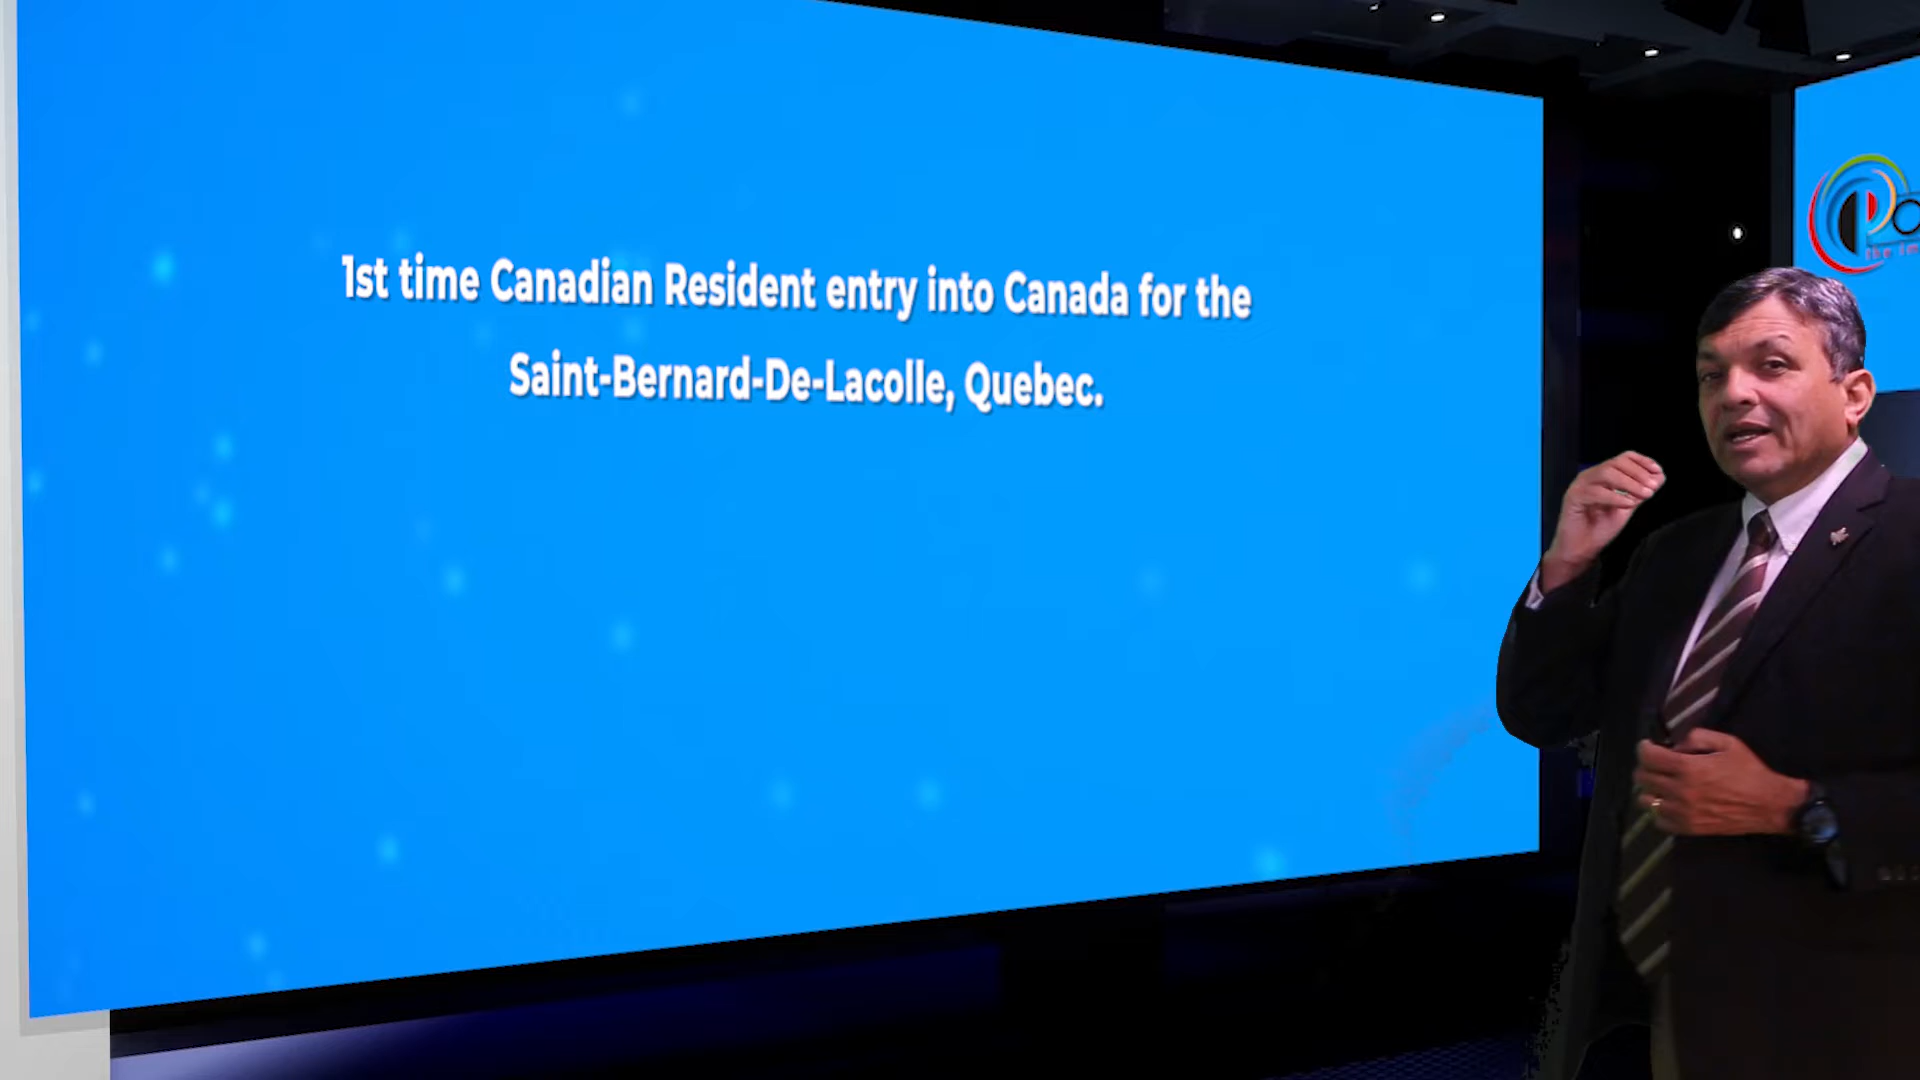 1st time Canadian Resident entry into Canada for the
Saint-Bernard-De-Lacolle, Quebec.